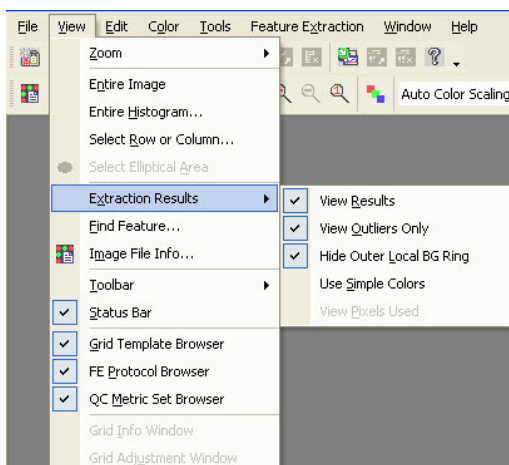 File View Edit Color Tools Feature Extraction Window Help
Zoom
Entire Image
Entire Histogram...
Select Row or Column...
Select Elliptical Area
Extraction Results
Find Feature...
Image File Info...
Toolbar
Status Bar
Grid Template Browser
FE Protocol Browser
QC Metric Set Browser
Grid Info Window
Grid Adjustment Window
Auto Color Scaling
View Results
View Outliers Only
Hide Outer Local BG Ring
Use Simple Colors
View Pixels Used